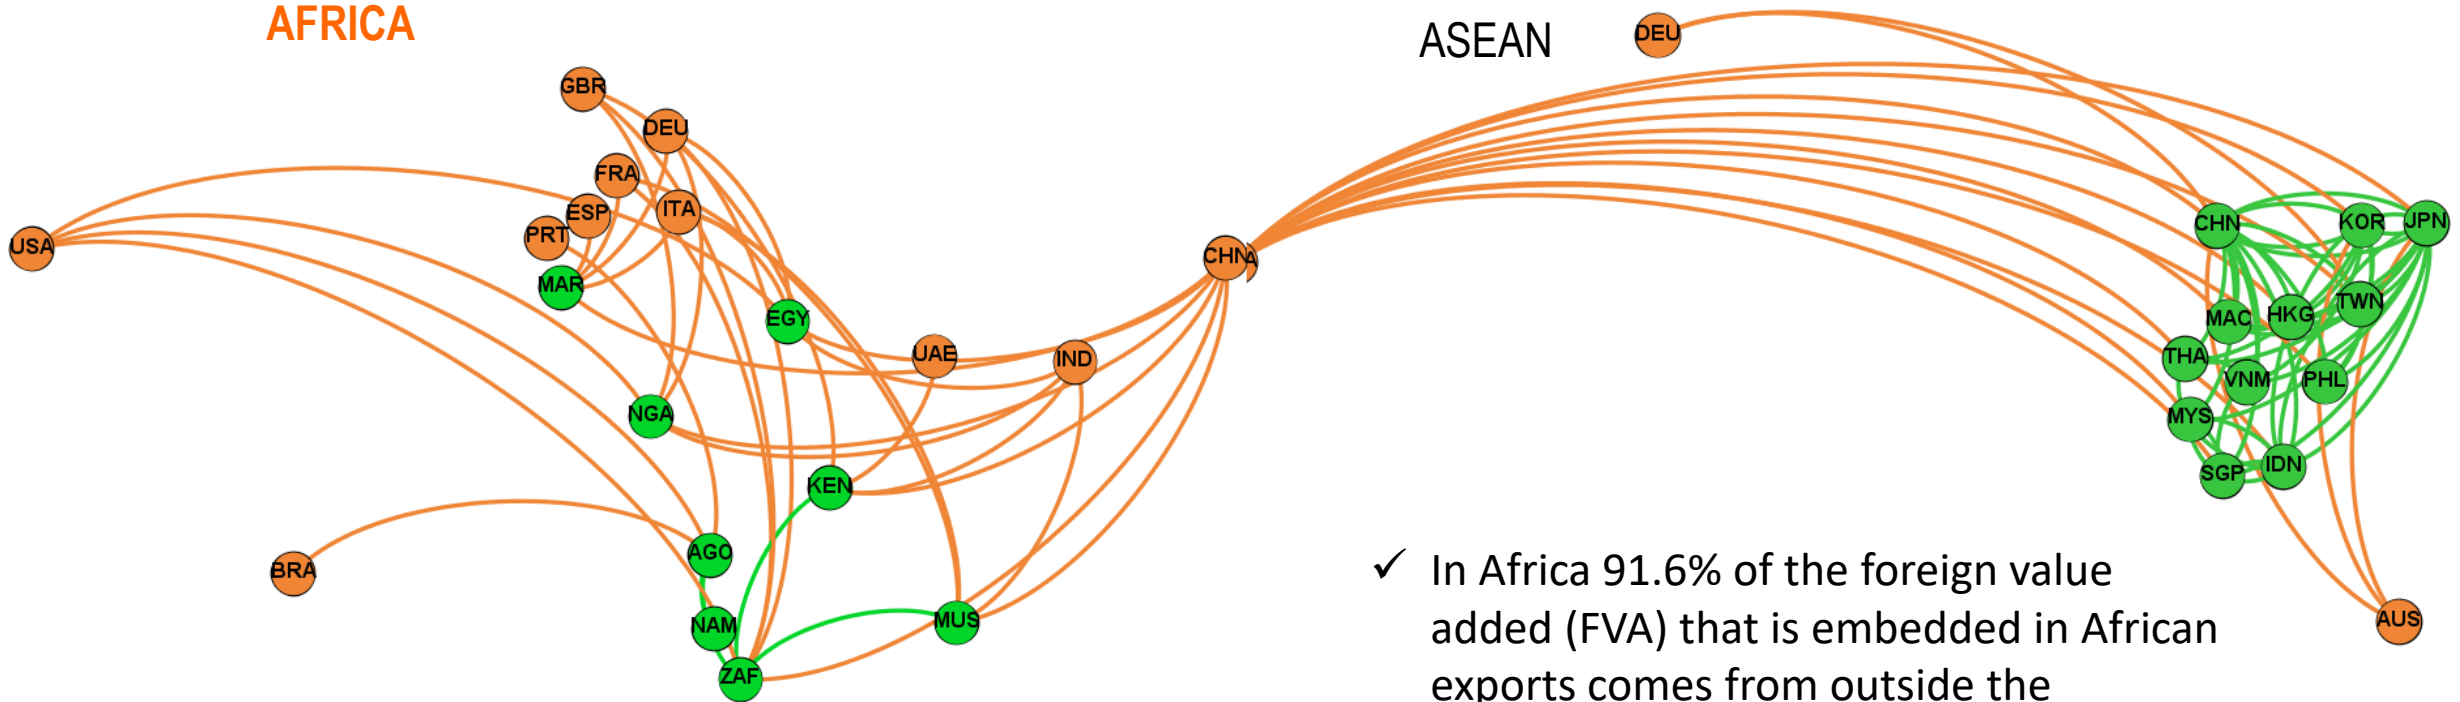 AFRICA
GBR
DEU
FRA
ESP
ITA
PRT
USA
MAR
EGY
CHN
A
UAE
IND
NGA
KEN
AGO
BRA
NAM
MUS
ZAF
ASEAN
DEU
CHN
KOR
JPN
MAC
HKG
TWN
THA
VNM
PHL
MYS
SGP
IDN
AUS
✓ In Africa 91.6% of the foreign value
added (FVA) that is embedded in African
exports comes from outside the